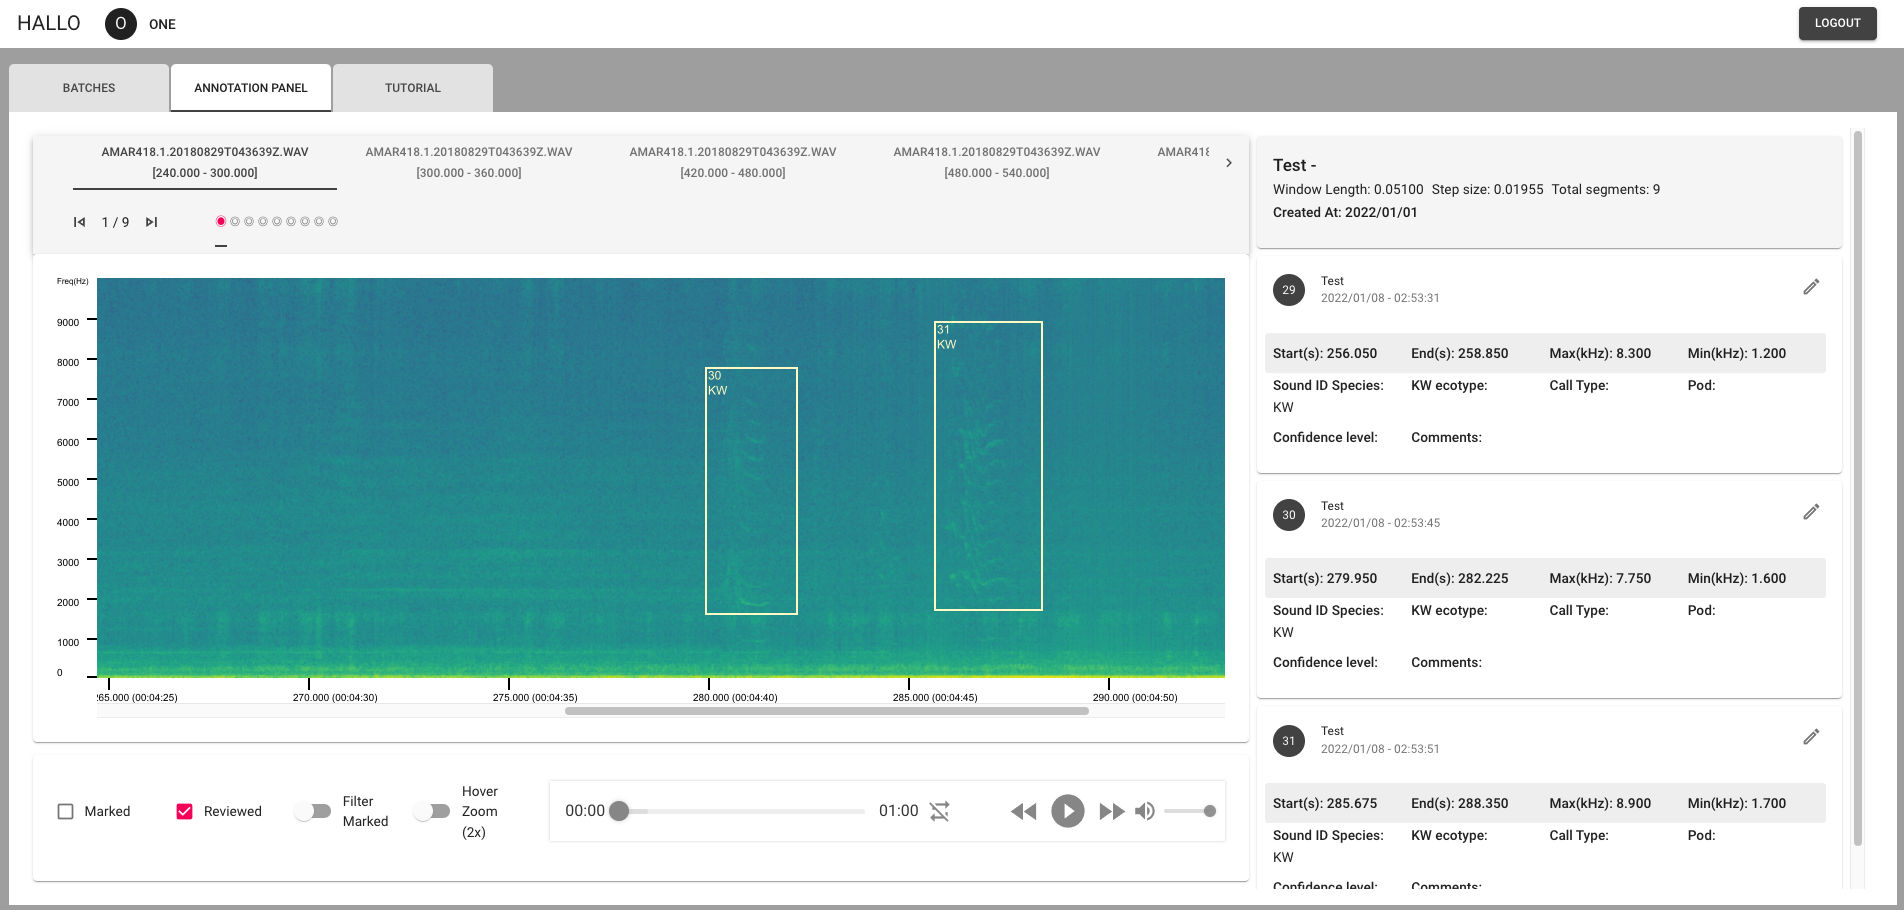 HALLO
O
ONE
LOGOUT
BATCHES
ANNOTATION PANEL
TUTORIAL
AMAR418.1.20180829T043639Z.WAV
[240.000 - 300.000]
AMAR418.1.20180829T043639Z.WAV
[300.000 - 360.000]
AMAR418.1.20180829T043639Z.WAV
[420.000 - 480.000]
AMAR418.1.20180829T043639Z.WAV
[480.000 - 540.000]
AMAR418
1 / 9
Freq(Hz)
9000
8000
7000
6000
5000
4000
3000
2000
1000
0
30
KW
31
KW
265.000 (00:04:25)
270.000 (00:04:30)
275.000 (00:04:35)
280.000 (00:04:40)
285.000 (00:04:45)
290.000 (00:04:50)
Marked
Reviewed
Filter
Marked
Hover
Zoom
(2x)
00:00
01:00
Test -
Window Length: 0.05100 Step size: 0.01955 Total segments: 9
Created At: 2022/01/01
29
Test
2022/01/08 - 02:53:31
Start(s): 256.050 End(s): 258.850 Max(kHz): 8.300 Min(kHz): 1.200
Sound ID Species: KW ecotype: Call Type: Pod:
KW
Confidence level: Comments:
30
Test
2022/01/08 - 02:53:45
Start(s): 279.950 End(s): 282.225 Max(kHz): 7.750 Min(kHz): 1.600
Sound ID Species: KW ecotype: Call Type: Pod:
KW
Confidence level: Comments:
31
Test
2022/01/08 - 02:53:51
Start(s): 285.675 End(s): 288.350 Max(kHz): 8.900 Min(kHz): 1.700
Sound ID Species: KW ecotype: Call Type: Pod:
KW
Confidence level: Comments: